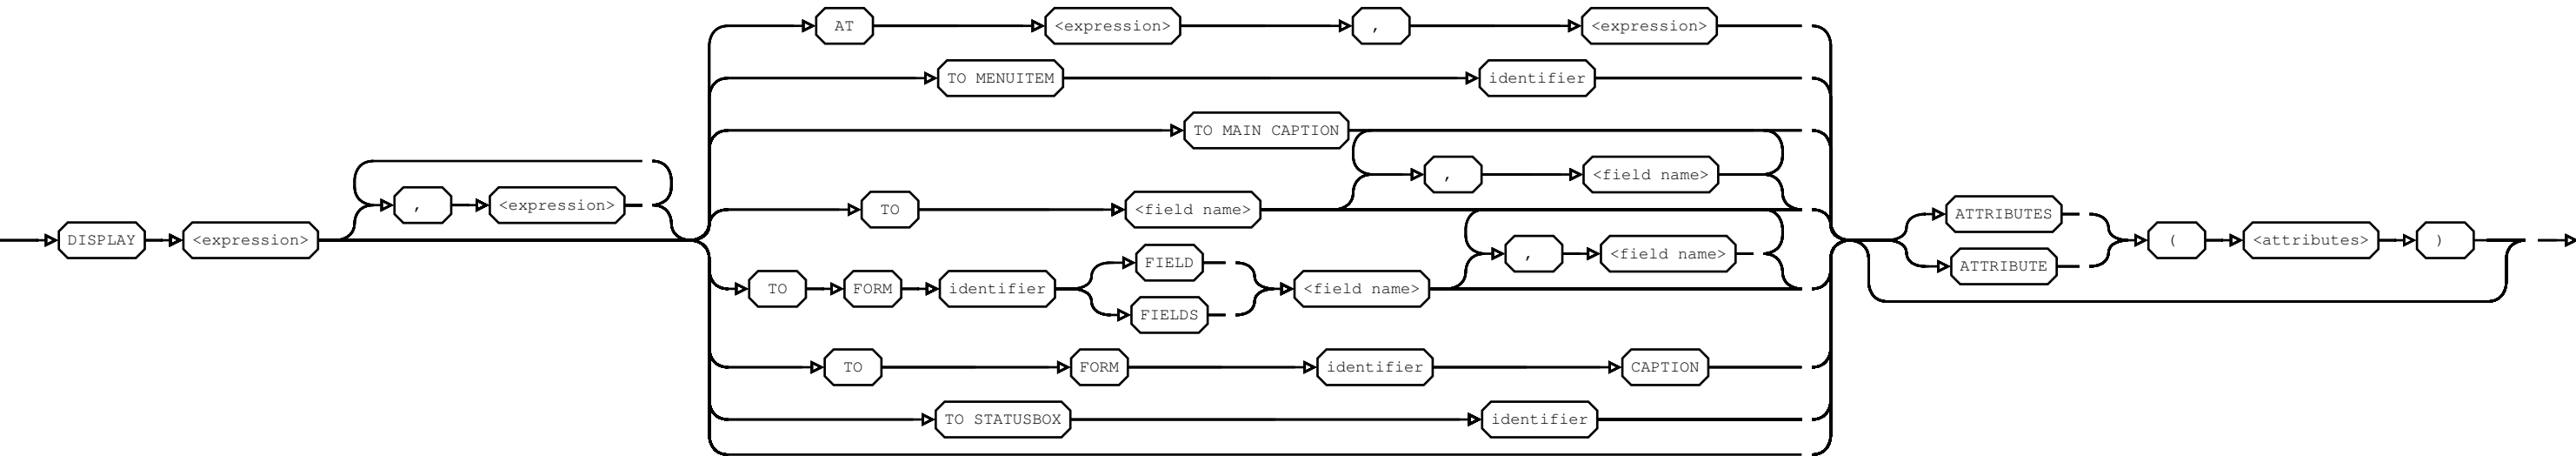 AT <expression> , <expression>
TO MENUITEM identifier
TO MAIN CAPTION
, <field name>
, <expression>
TO <field name>
DISPLAY <expression>
ATTRIBUTES
( <attributes> )
ATTRIBUTE
, <field name>
FIELD
TO FORM identifier <field name>
FIELDS
TO FORM identifier CAPTION
TO STATUSBOX identifier